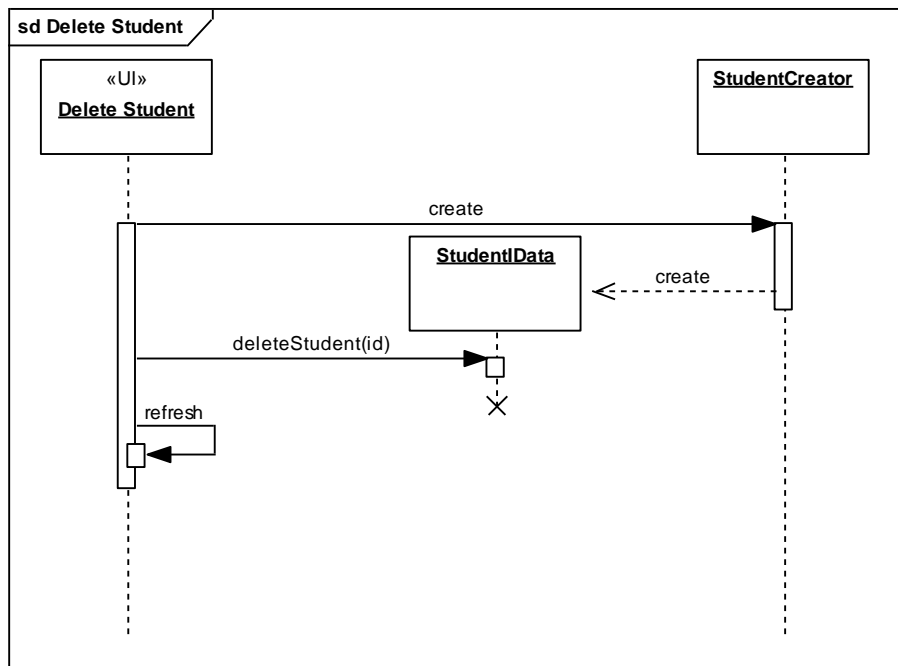 sd Delete Student
«UI»
Delete Student
StudentCreator
create
StudentIData
create
deleteStudent(id)
refresh